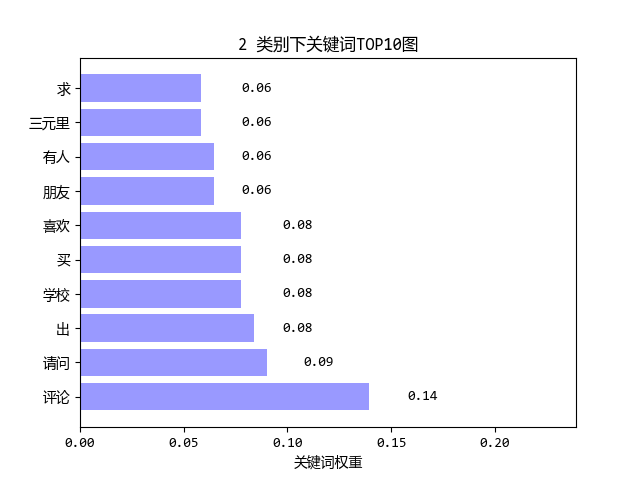 2 类别下关键词TOP10图
求 0.06
三元里 0.06
有人 0.06
朋友 0.06
喜欢 0.08
买 0.08
学校 0.08
出 0.08
请问 0.09
评论 0.14
0.00 0.05 0.10 0.15 0.20
关键词权重